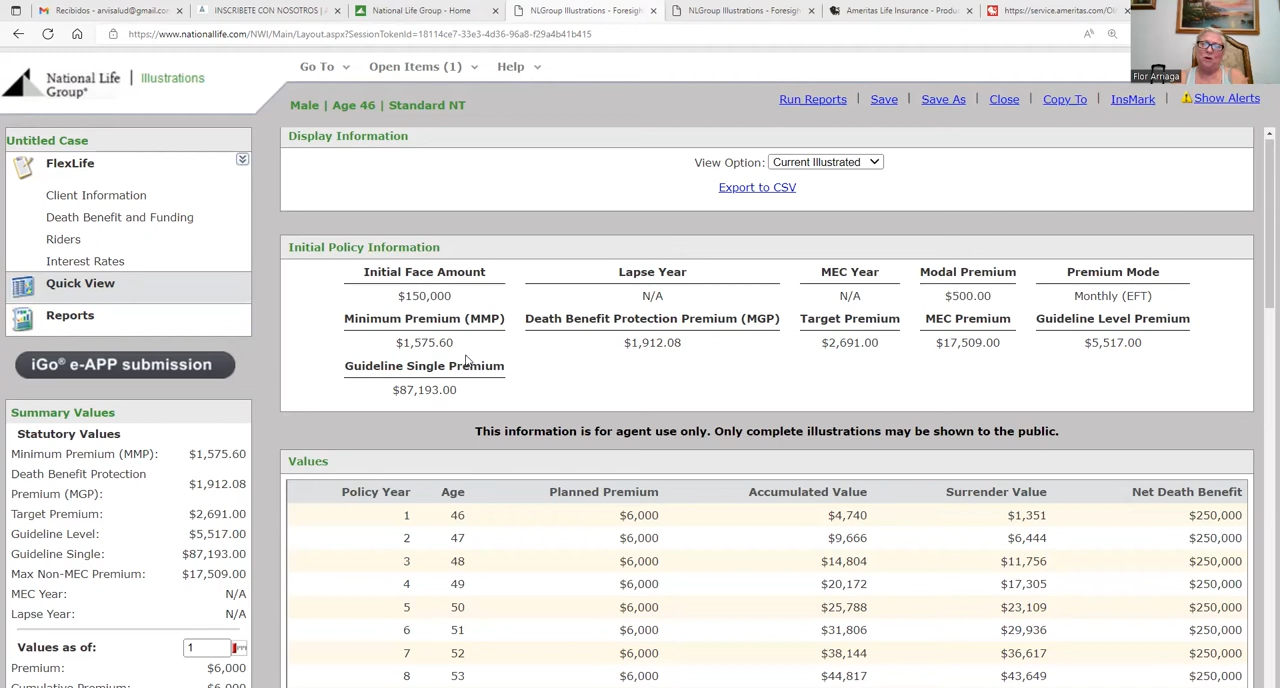 Recibidos - arvisalud@gmail.con
INSCRIBETE CON NOSOTROS |
National Life Group - Home
NLGroup Illustrations - Foresigh
NLGroup Illustrations - Foresigh
Ameritas Life Insurance - Produc
https://service.ameritas.com/Oli
https://www.nationallife.com/NWI/Main/Layout.aspx?SessionTokenId=18114ce7-33e3-4d36-96a8-f29a4b41b415
Flor Arriaga
National Life Group® | Illustrations
Go To
Open Items (1)
Help
Male | Age 46 | Standard NT
Run Reports | Save | Save As | Close | Copy To | InsMark | Show Alerts
Untitled Case
FlexLife
Client Information
Death Benefit and Funding
Riders
Interest Rates
Quick View
Reports
iGo® e-APP submission
Summary Values
Statutory Values
Minimum Premium (MMP): $1,575.60
Death Benefit Protection Premium (MGP): $1,912.08
Target Premium: $2,691.00
Guideline Level: $5,517.00
Guideline Single: $87,193.00
Max Non-MEC Premium: $17,509.00
MEC Year: N/A
Lapse Year: N/A
Values as of: 1
Premium: $6,000
Cumulative Premium: $6,000
Display Information
View Option: Current Illustrated
Export to CSV
Initial Policy Information
Initial Face Amount Lapse Year MEC Year Modal Premium Premium Mode
$150,000 N/A N/A $500.00 Monthly (EFT)
Minimum Premium (MMP) Death Benefit Protection Premium (MGP) Target Premium MEC Premium Guideline Level Premium
$1,575.60 $1,912.08 $2,691.00 $17,509.00 $5,517.00
Guideline Single Premium
$87,193.00
This information is for agent use only. Only complete illustrations may be shown to the public.
Values
Policy Year Age Planned Premium Accumulated Value Surrender Value Net Death Benefit
1 46 $6,000 $4,740 $1,351 $250,000
2 47 $6,000 $9,666 $6,444 $250,000
3 48 $6,000 $14,804 $11,756 $250,000
4 49 $6,000 $20,172 $17,305 $250,000
5 50 $6,000 $25,788 $23,109 $250,000
6 51 $6,000 $31,806 $29,936 $250,000
7 52 $6,000 $38,144 $36,617 $250,000
8 53 $6,000 $44,817 $43,649 $250,000